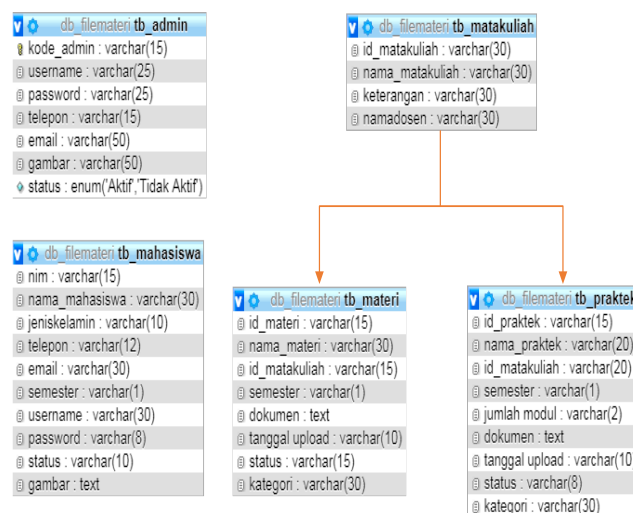 db_filemateri tb_admin
kode_admin : varchar(15)
username : varchar(25)
password : varchar(25)
telepon : varchar(15)
email : varchar(50)
gambar : varchar(50)
status : enum('Aktif','Tidak Aktif')
db_filemateri tb_matakuliah
id_matakuliah : varchar(30)
nama_matakuliah : varchar(30)
keterangan : varchar(30)
namadosen : varchar(30)
db_filemateri tb_mahasiswa
nim : varchar(15)
nama_mahasiswa : varchar(30)
jeniskelamin : varchar(10)
telepon : varchar(12)
email : varchar(30)
semester : varchar(1)
username : varchar(30)
password : varchar(8)
status : varchar(10)
gambar : text
db_filemateri tb_materi
id_materi : varchar(15)
nama_materi : varchar(30)
id_matakuliah : varchar(15)
semester : varchar(1)
dokumen : text
tanggal upload : varchar(10)
status : varchar(15)
kategori : varchar(30)
db_filemateri tb_praktek
id_praktek : varchar(15)
nama_praktek : varchar(20)
id_matakuliah : varchar(20)
semester : varchar(1)
jumlah modul : varchar(2)
dokumen : text
tanggal upload : varchar(10
status : varchar(8)
kategori : varchar(30)